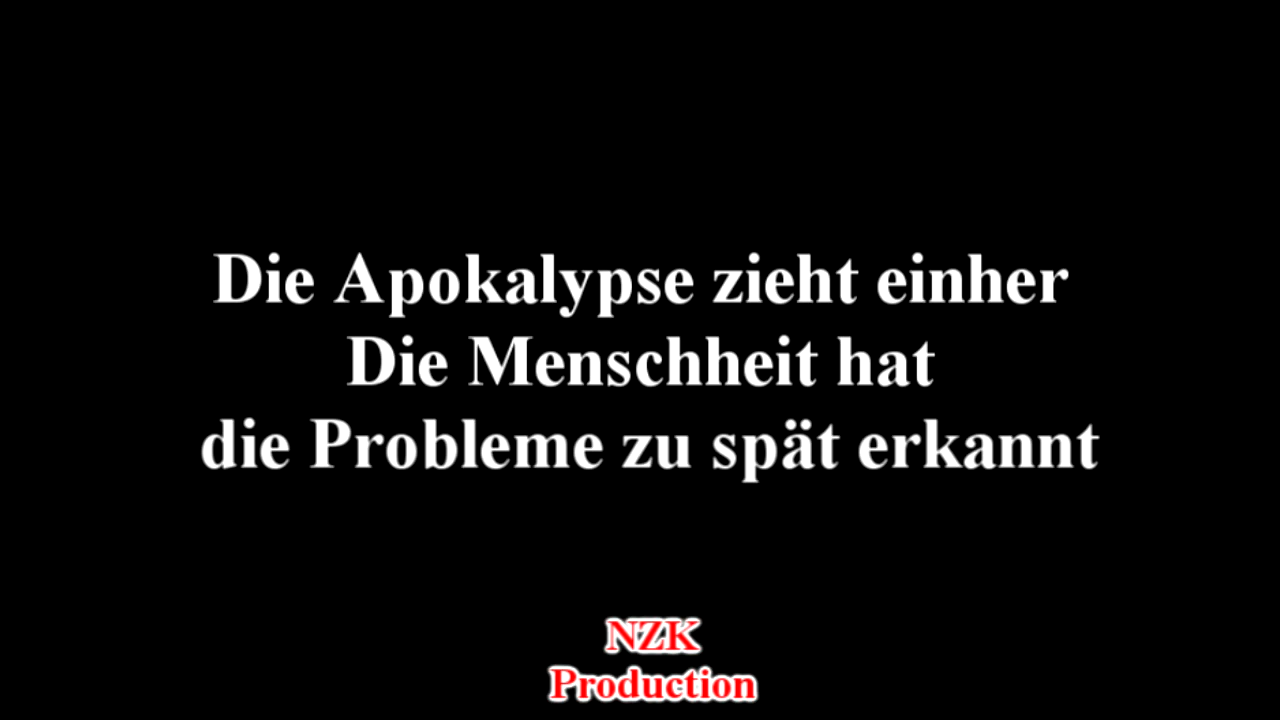 Die Apokalypse zieht einher
Die Menschheit hat
die Probleme zu spät erkannt
NZK
Production